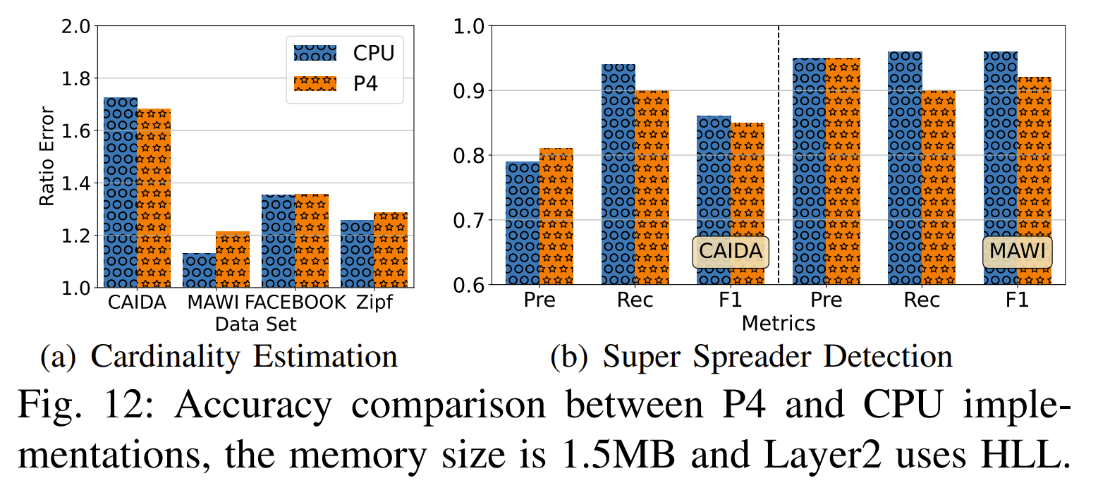 2.0
1.8
1.6
1.4
1.2
1.0
Ratio Error
CPU
P4
CAIDA MAWI FACEBOOK Zipf
Data Set
(a) Cardinality Estimation
1.0
0.9
0.8
0.7
0.6
CAIDA
MAWI
Pre Rec F1 Pre Rec F1
Metrics
(b) Super Spreader Detection
Fig. 12: Accuracy comparison between P4 and CPU imple-
mentations, the memory size is 1.5MB and Layer2 uses HLL.